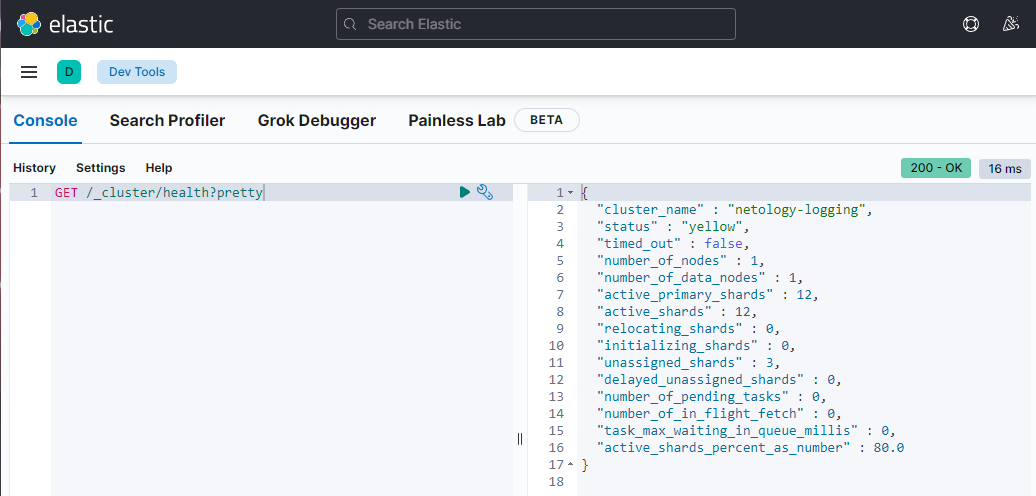 elastic
Search Elastic
D
Dev Tools
Console Search Profiler Grok Debugger Painless Lab BETA
History Settings Help
200 - OK 16 ms
1 GET /_cluster/health?pretty
1 {
2 "cluster_name" : "netology-logging",
3 "status" : "yellow",
4 "timed_out" : false,
5 "number_of_nodes" : 1,
6 "number_of_data_nodes" : 1,
7 "active_primary_shards" : 12,
8 "active_shards" : 12,
9 "relocating_shards" : 0,
10 "initializing_shards" : 0,
11 "unassigned_shards" : 3,
12 "delayed_unassigned_shards" : 0,
13 "number_of_pending_tasks" : 0,
14 "number_of_in_flight_fetch" : 0,
15 "task_max_waiting_in_queue_millis" : 0,
16 "active_shards_percent_as_number" : 80.0
17 }
18